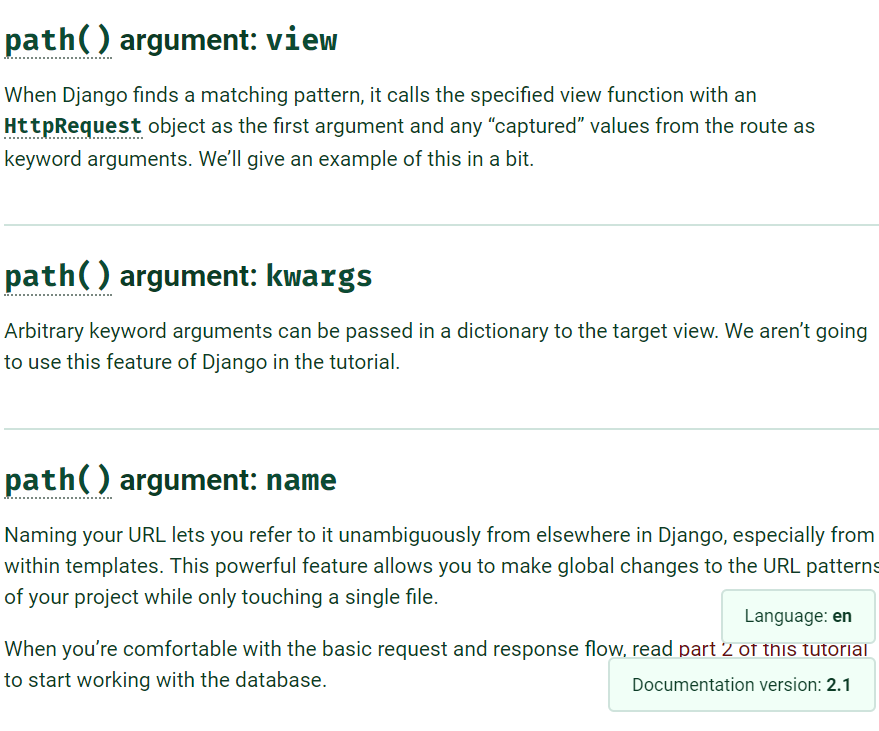 path() argument: view
When Django finds a matching pattern, it calls the specified view function with an
HttpRequest object as the first argument and any “captured” values from the route as
keyword arguments. We’ll give an example of this in a bit.
path() argument: kwargs
Arbitrary keyword arguments can be passed in a dictionary to the target view. We aren’t going
to use this feature of Django in the tutorial.
path() argument: name
Naming your URL lets you refer to it unambiguously from elsewhere in Django, especially from
within templates. This powerful feature allows you to make global changes to the URL patterns
of your project while only touching a single file.
Language: en
When you’re comfortable with the basic request and response flow, read part 2 of this tutorial
to start working with the database.
Documentation version: 2.1